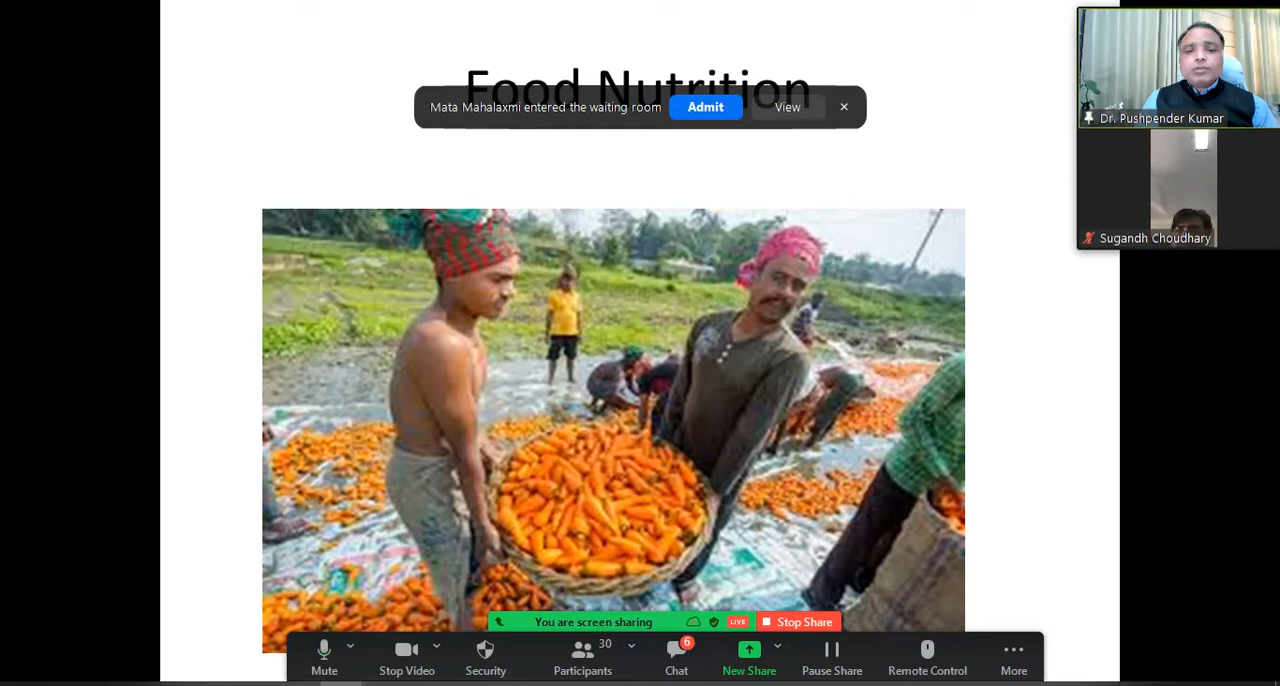 Food Nutrition
Mata Mahalaxmi entered the waiting room Admit View
Dr. Pushpender Kumar
Sugandh Choudhary
You are screen sharing LIVE Stop Share
30 6
Mute Stop Video Security Participants Chat New Share Pause Share Remote Control More